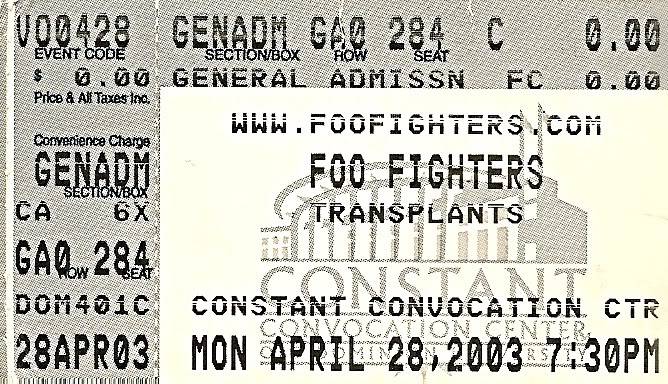 VO0428 GENADM GA0 284 C 0.00
EVENT CODE SECTION/BOX ROW SEAT
$ 0.00 GENERAL ADMISSN FC 0.00
Price & All Taxes Inc.
WWW.FOOFIGHTERS.COM
Convenience Charge
GENADM FOO FIGHTERS
SECTION/BOX
CA 6X TRANSPLANTS
GA0 284
ROW SEAT
CONSTANT
DOM401C CONSTANT CONVOCATION CTR
CONVOCATION CENTER
28APR03 MON APRIL 28,2003 7:30PM